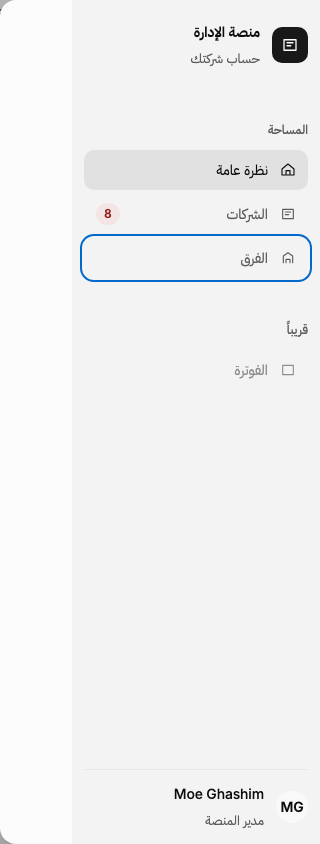 منصة الإدارة
حساب شركتك
المساحة
نظرة عامة
الشركات 8
الفرق
قريباً
الفوترة
MG Moe Ghashim
مدير المنصة